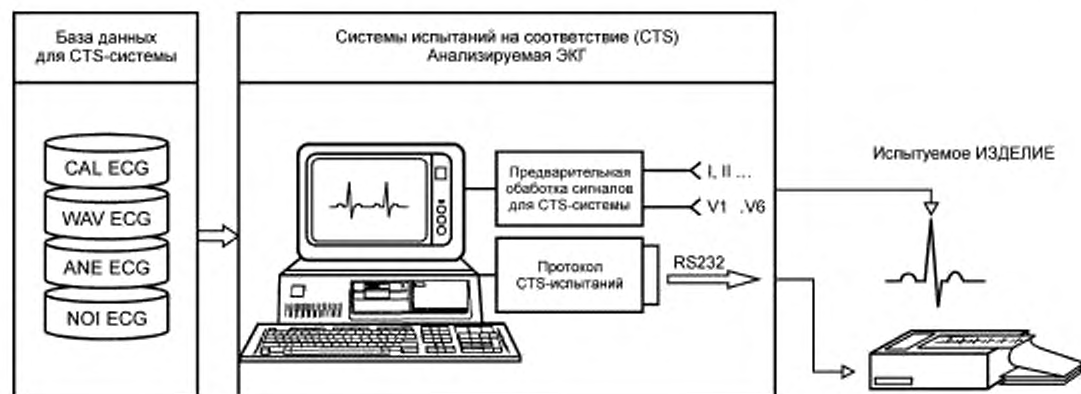 База данных
для CTS-системы
CAL ECG
WAV ECG
ANE ECG
NOI ECG
Системы испытаний на соответствие (CTS)
Анализируемая ЭКГ
Предварительная
обаботка сигналов
для CTS-системы
I, II ...
V1 .V6
Протокол
CTS-испытаний
RS232
Испытуемое ИЗДЕЛИЕ